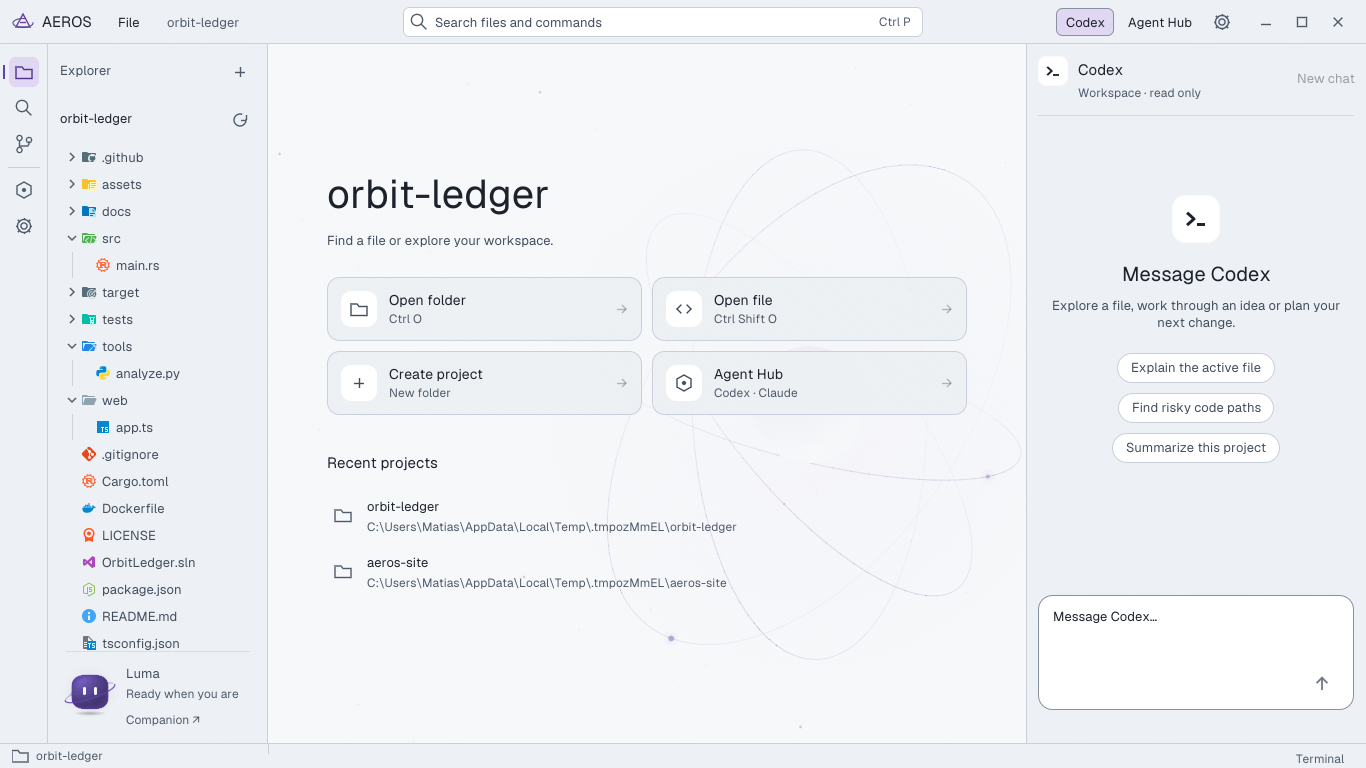 AEROS
File
orbit-ledger
Search files and commands
Ctrl P
Codex
Agent Hub
Explorer
orbit-ledger
.github
assets
docs
src
main.rs
target
tests
tools
analyze.py
web
app.ts
.gitignore
Cargo.toml
Dockerfile
LICENSE
OrbitLedger.sln
package.json
README.md
tsconfig.json
Luma
Ready when you are
Companion ↗
orbit-ledger
Find a file or explore your workspace.
Open folder
Ctrl O
Open file
Ctrl Shift O
Create project
New folder
Agent Hub
Codex · Claude
Recent projects
orbit-ledger
C:\Users\Matias\AppData\Local\Temp\.tmpozMmEL\orbit-ledger
aeros-site
C:\Users\Matias\AppData\Local\Temp\.tmpozMmEL\aeros-site
Codex
Workspace · read only
New chat
Message Codex
Explore a file, work through an idea or plan your
next change.
Explain the active file
Find risky code paths
Summarize this project
Message Codex…
orbit-ledger
Terminal